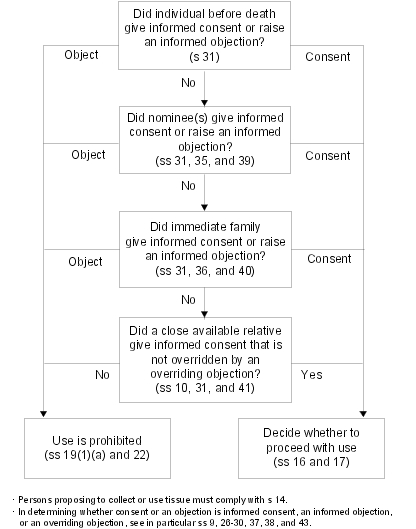 Did individual before death
give informed consent or raise
an informed objection?
(s 31)
Object
Consent
No
Did nominee(s) give informed
consent or raise an informed
objection?
(ss 31, 35, and 39)
Object
Consent
No
Did immediate family
give informed consent or raise
an informed objection?
(ss 31, 36, and 40)
Object
Consent
No
Did a close available relative
give informed consent that is
not overridden by an
overriding objection?
(ss 10, 31, and 41)
No
Yes
Use is prohibited
(ss 19(1)(a) and 22)
Decide whether to
proceed with use
(ss 16 and 17)
· Persons proposing to collect or use tissue must comply with s 14.
· In determining whether consent or an objection is informed consent, an informed objection,
or an overriding objection, see in particular ss 9, 26-30, 37, 38, and 43.